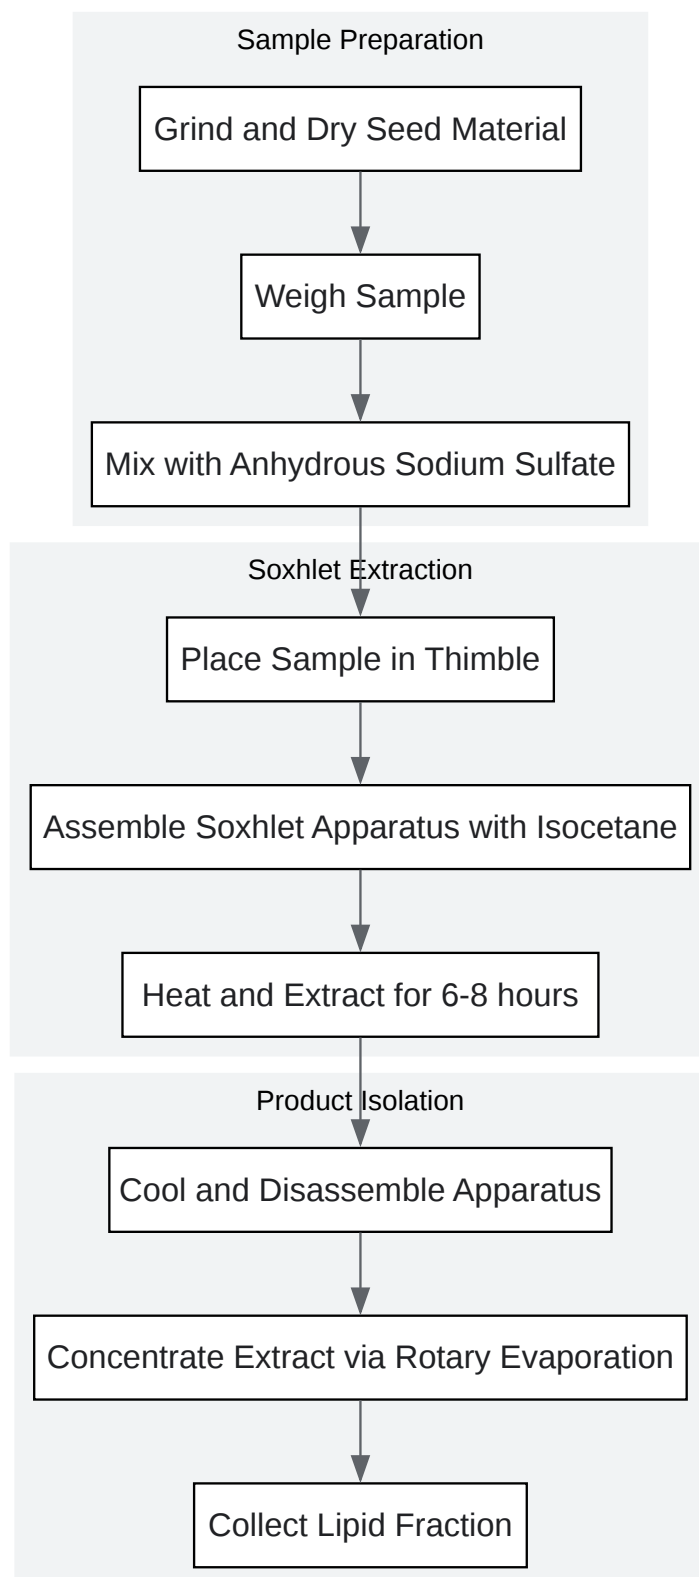 Sample Preparation
Grind and Dry Seed Material
Weigh Sample
Mix with Anhydrous Sodium Sulfate
Soxhlet Extraction
Place Sample in Thimble
Assemble Soxhlet Apparatus with Isocetane
Heat and Extract for 6-8 hours
Product Isolation
Cool and Disassemble Apparatus
Concentrate Extract via Rotary Evaporation
Collect Lipid Fraction